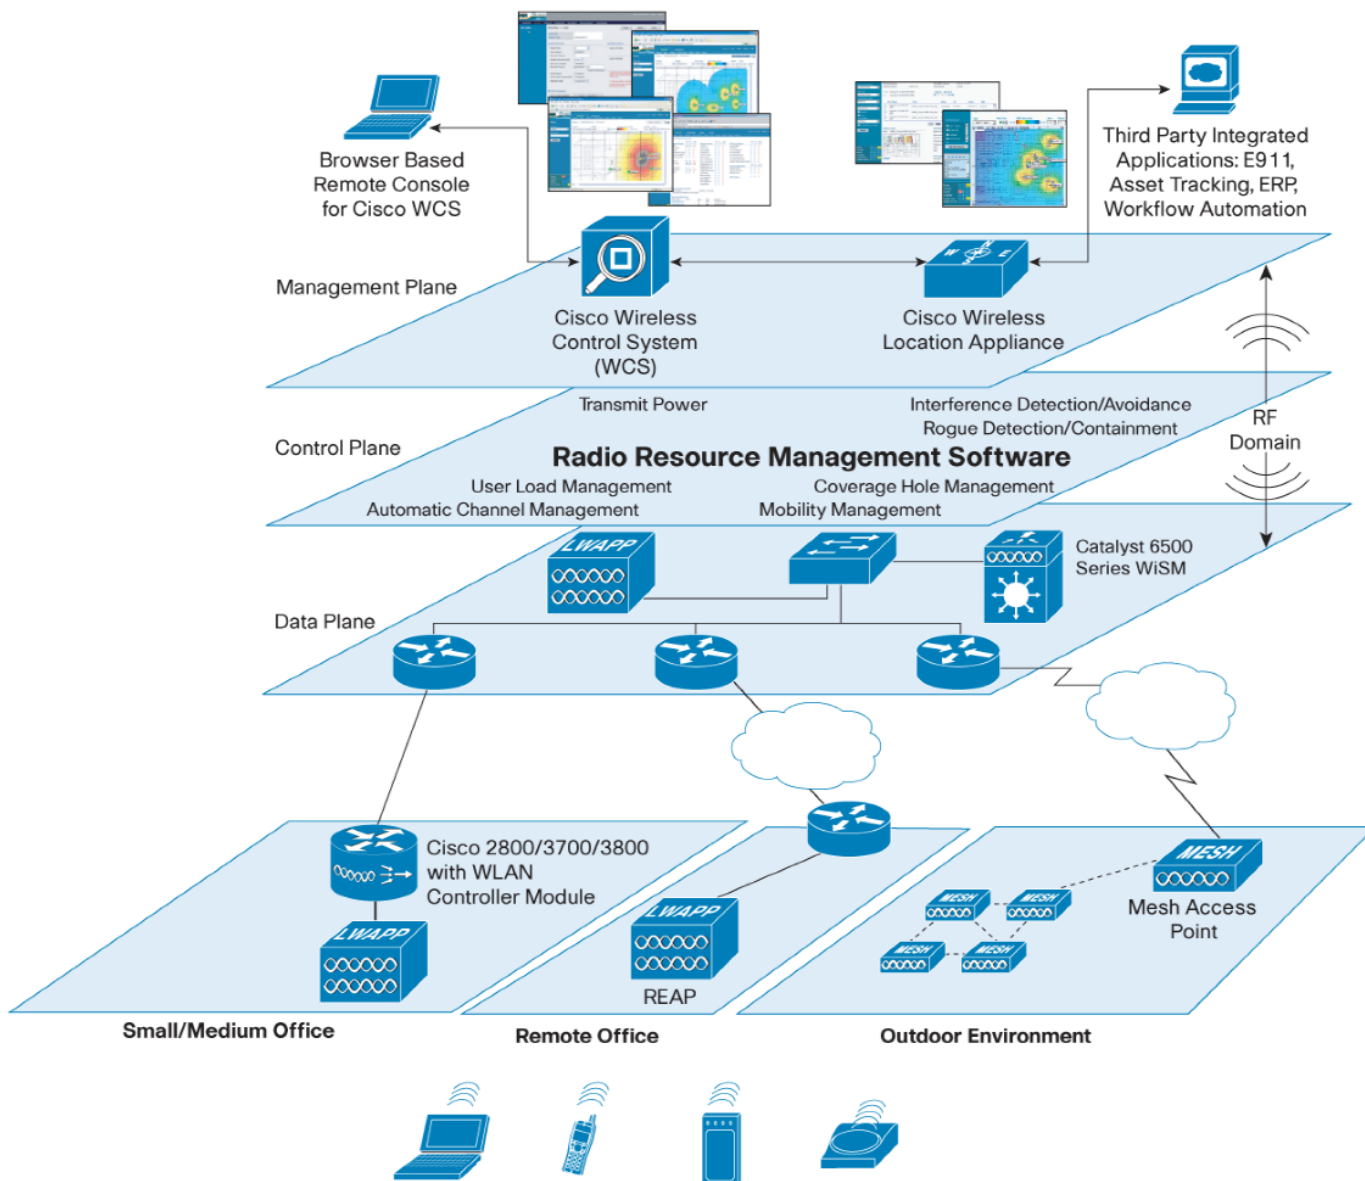 Browser Based
Remote Console
for Cisco WCS
Third Party Integrated
Applications: E911,
Asset Tracking, ERP,
Workflow Automation
W
N
E
S
Management Plane
Cisco Wireless
Control System
(WCS)
Cisco Wireless
Location Appliance
Transmit Power
Interference Detection/Avoidance
Rogue Detection/Containment
RF
Domain
Control Plane
Radio Resource Management Software
User Load Management
Coverage Hole Management
Automatic Channel Management
Mobility Management
LWAPP
Catalyst 6500
Series WiSM
Data Plane
Cisco 2800/3700/3800
with WLAN
Controller Module
LWAPP
LWAPP
REAP
MESH
MESH
MESH
MESH
MESH
Mesh Access
Point
Small/Medium Office
Remote Office
Outdoor Environment